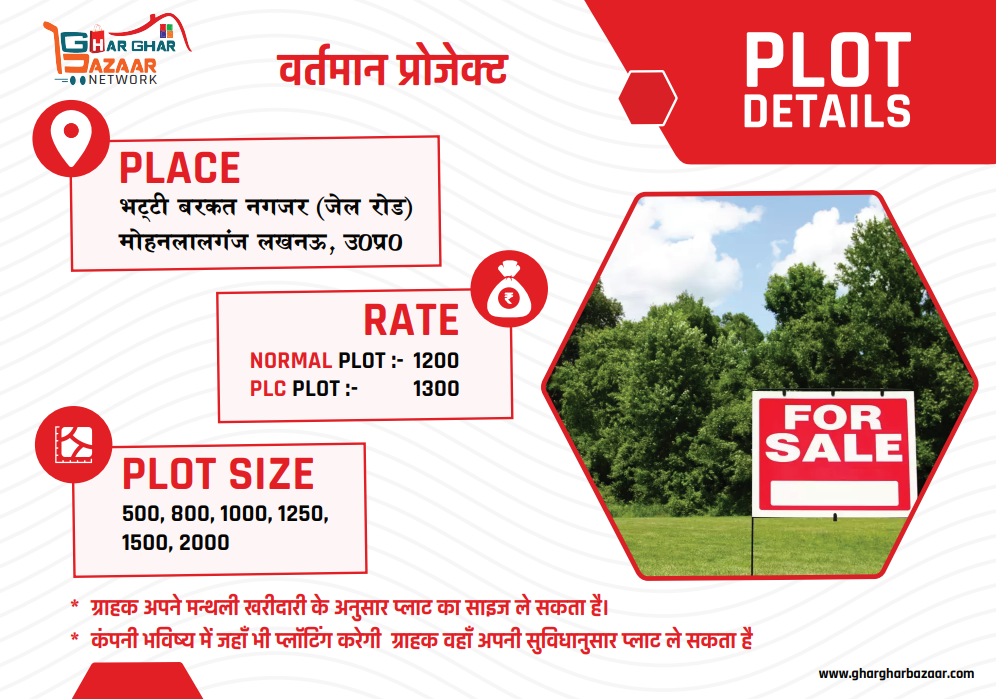 GHAR GHAR
BAZAAR
NETWORK
वर्तमान प्रोजेक्ट
PLOT
DETAILS
PLACE
भट्टी बरकत नगजर (जेल रोड)
मोहनलालगंज लखनऊ, उ0प्र0
RATE
NORMAL PLOT :- 1200
PLC PLOT :- 1300
PLOT SIZE
500, 800, 1000, 1250,
1500, 2000
FOR
SALE
* ग्राहक अपने मन्थली खरीदारी के अनुसार प्लाट का साइज ले सकता है।
* कंपनी भविष्य में जहाँ भी प्लॉटिंग करेगी ग्राहक वहाँ अपनी सुविधानुसार प्लाट ले सकता है
www.ghargharbazaar.com